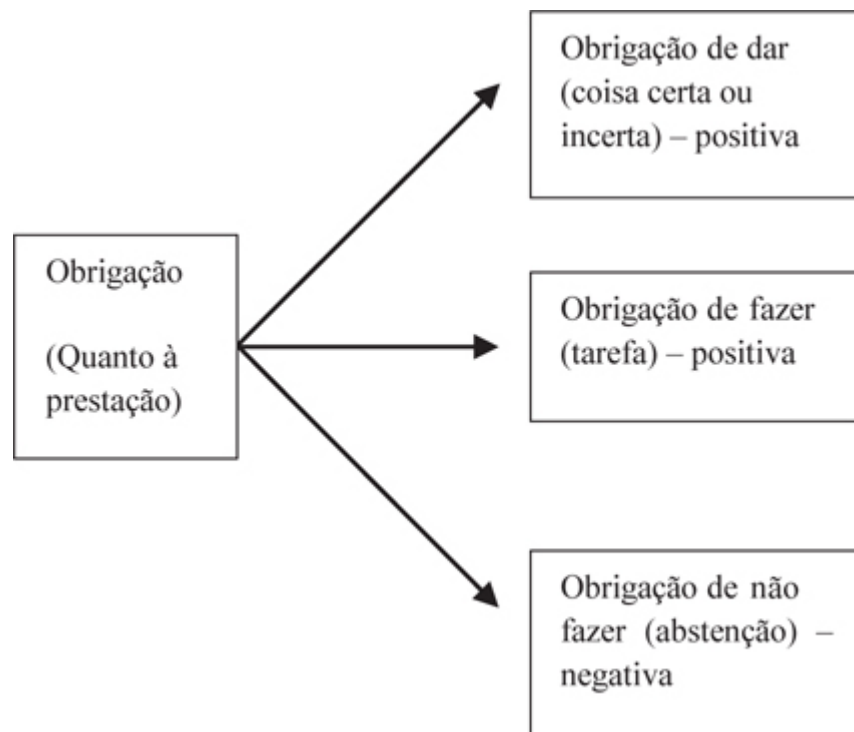 Obrigação
(Quanto à
prestação)
Obrigação de dar
(coisa certa ou
incerta) – positiva
Obrigação de fazer
(tarefa) – positiva
Obrigação de não
fazer (abstenção) –
negativa